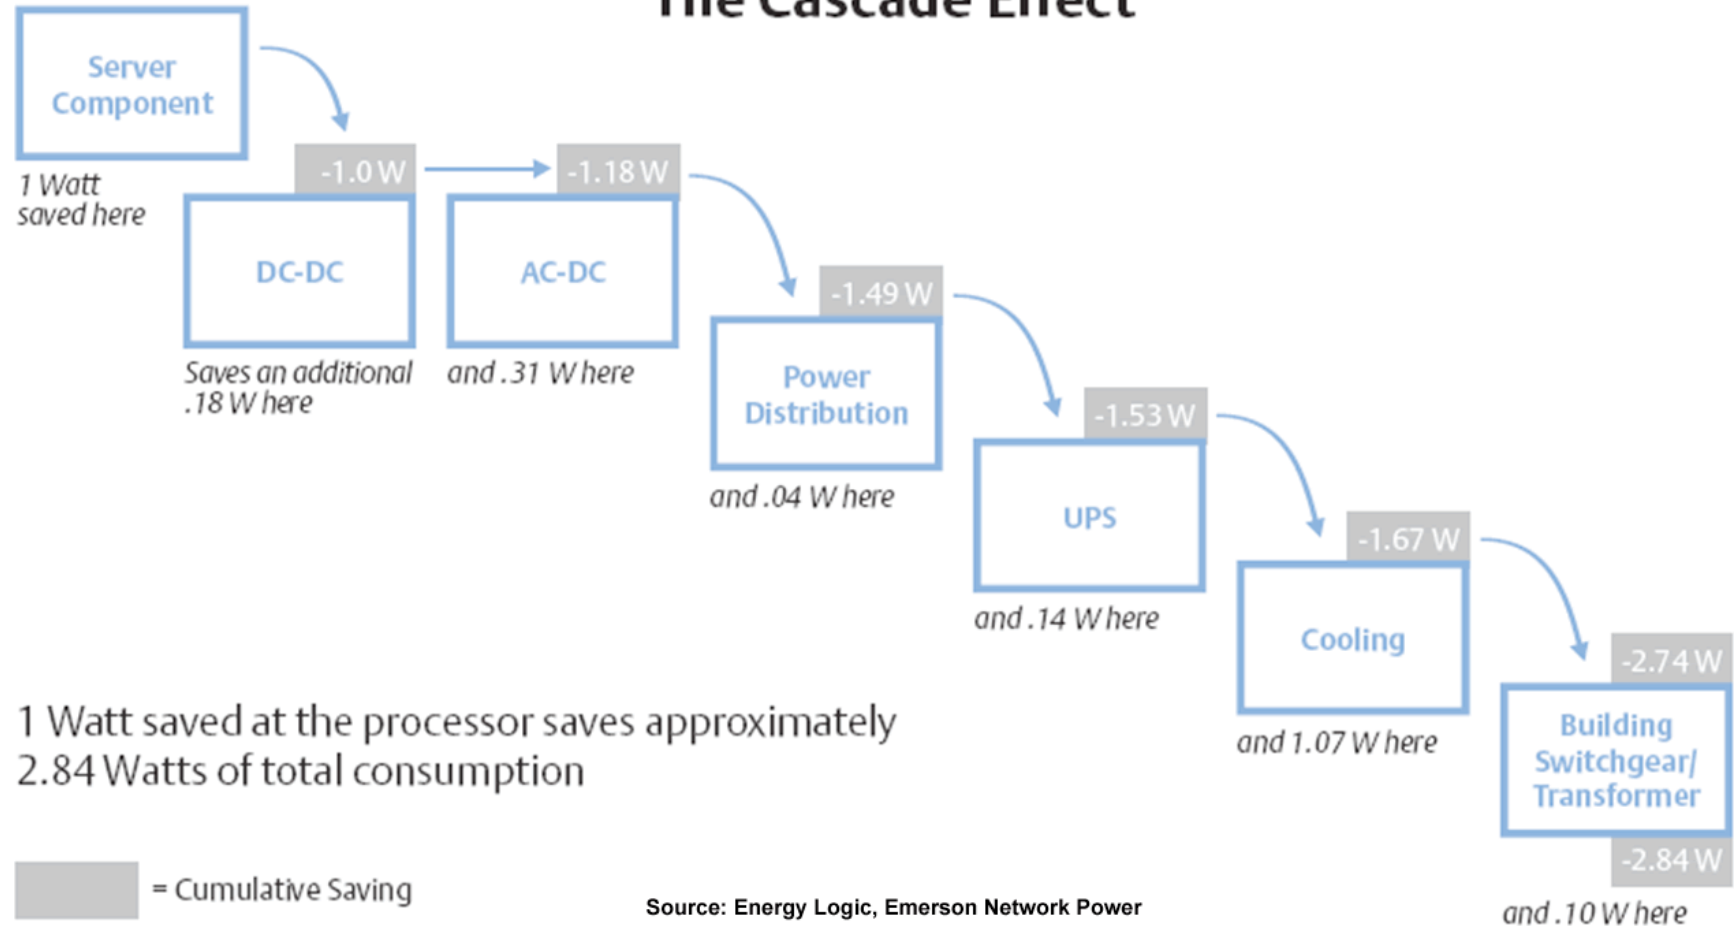 The Cascade Effect
Server
Component
1 Watt
saved here
-1.0 W
DC-DC
Saves an additional
.18 W here
-1.18 W
AC-DC
and .31 W here
-1.49 W
Power
Distribution
and .04 W here
-1.53 W
UPS
and .14 W here
-1.67 W
Cooling
and 1.07 W here
-2.74 W
Building
Switchgear/
Transformer
-2.84 W
and .10 W here
1 Watt saved at the processor saves approximately
2.84 Watts of total consumption
= Cumulative Saving
Source: Energy Logic, Emerson Network Power